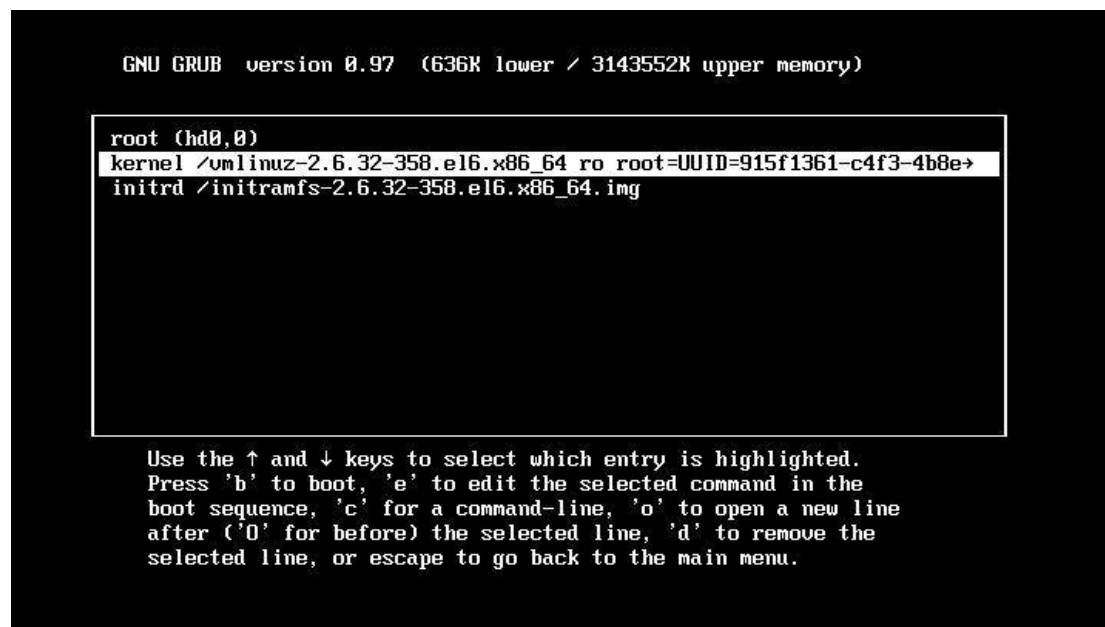 GNU GRUB  version 0.97  (636K lower / 3143552K upper memory)
root (hd0,0)
kernel /vmlinuz-2.6.32-358.el6.x86_64 ro root=UUID=915f1361-c4f3-4b8e→
initrd /initramfs-2.6.32-358.el6.x86_64.img
Use the ↑ and ↓ keys to select which entry is highlighted.
Press 'b' to boot, 'e' to edit the selected command in the
boot sequence, 'c' for a command-line, 'o' to open a new line
after ('O' for before) the selected line, 'd' to remove the
selected line, or escape to go back to the main menu.